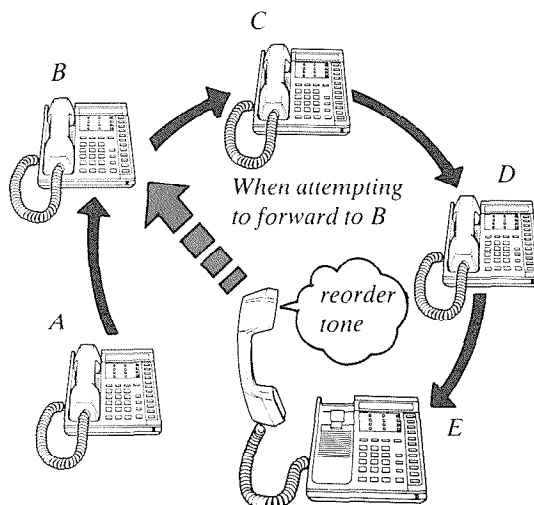 C
B
D
When attempting
to forward to B
reorder
tone
A
E